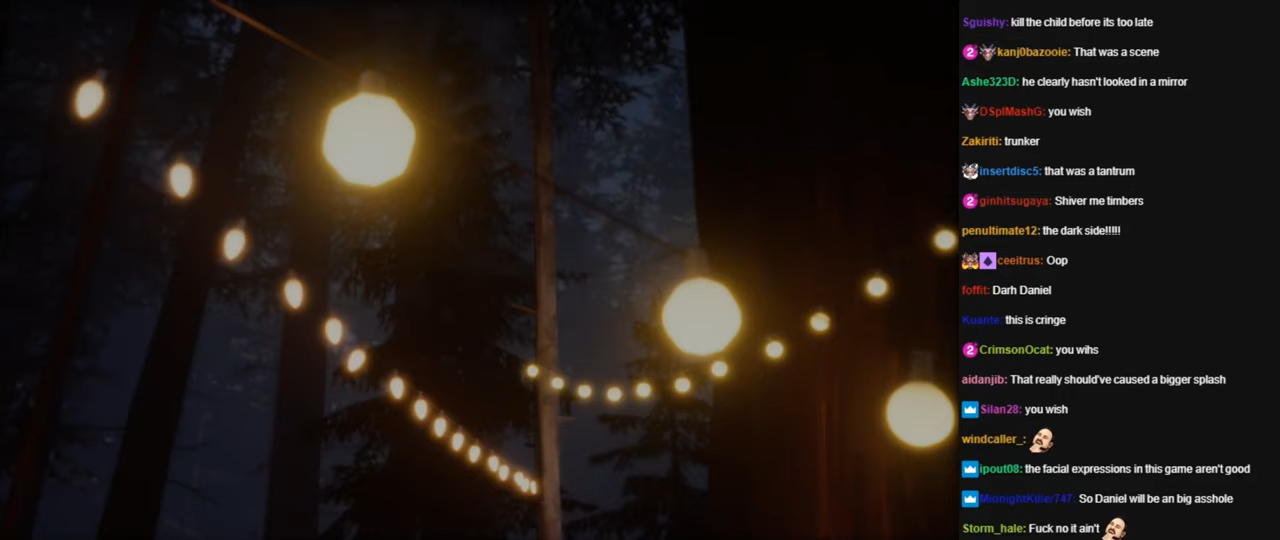 Sguishy: kill the child before its too late
2 kanj0bazooie: That was a scene
Ashe323D: he clearly hasn't looked in a mirror
DSplMashG: you wish
Zakiriti: trunker
insertdisc5: that was a tantrum
2 ginhitsugaya: Shiver me timbers
penultimate12: the dark side!!!!!
ceeitrus: Oop
foffit: Darh Daniel
Kuante: this is cringe
2 CrimsonOcat: you wihs
aidanjib: That really should've caused a bigger splash
Silan28: you wish
windcaller_:
ipout08: the facial expressions in this game aren't good
MidnightKiller747: So Daniel will be an big asshole
Storm_hale: Fuck no it ain't